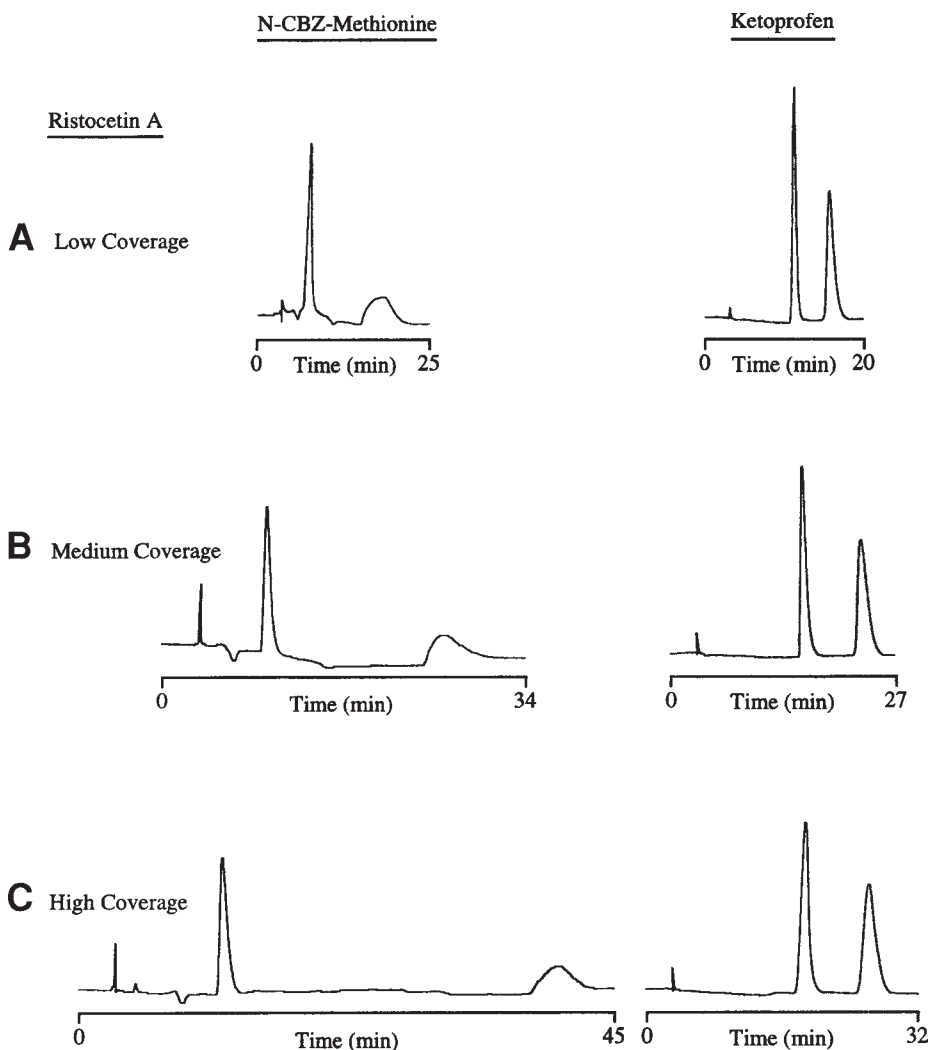 N-CBZ-Methionine
Ketoprofen
Ristocetin A
A Low Coverage
0 Time (min) 25
0 Time (min) 20
B Medium Coverage
0 Time (min) 34
0 Time (min) 27
C High Coverage
0 Time (min) 45
0 Time (min) 32